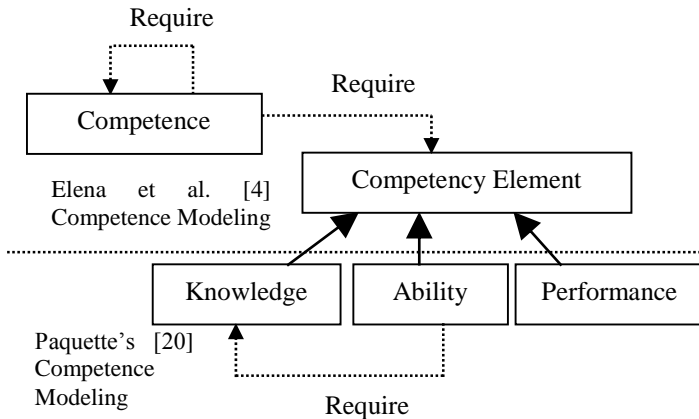 Require
Require
Competence
Competency Element
Elena et al. [4]
Competence Modeling
Knowledge
Ability
Performance
Paquette's [20]
Competence
Modeling
Require